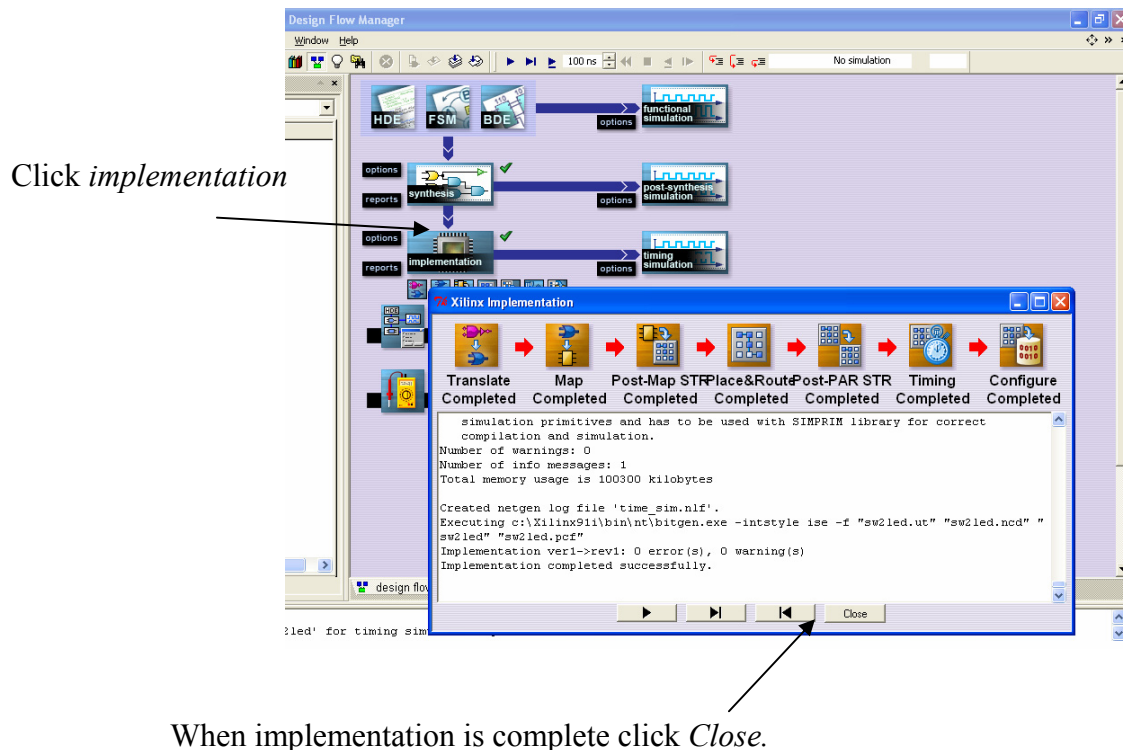 Design Flow Manager
Window Help
100 ns
No simulation
HDE
FSM
BDE
options
functional
simulation
options
reports
synthesis
options
post-synthesis
simulation
Click implementation
options
reports
implementation
options
timing
simulation
Xilinx Implementation
Translate
Completed
Map
Completed
Post-Map STR
Completed
Place&Route
Completed
Post-PAR STR
Completed
Timing
Completed
Configure
Completed
simulation primitives and has to be used with SIMPRIM library for correct
compilation and simulation.
Number of warnings: 0
Number of info messages: 1
Total memory usage is 100300 kilobytes
Created netgen log file 'time_sim.nlf'.
Executing c:\Xilinx91i\bin\nt\bitgen.exe -intstyle ise -f "sw2led.ut" "sw2led.ncd" "
sw2led" "sw2led.pcf"
Implementation ver1->rev1: 0 error(s), 0 warning(s)
Implementation completed successfully.
design flo
Close
2led' for timing sim
When implementation is complete click Close.